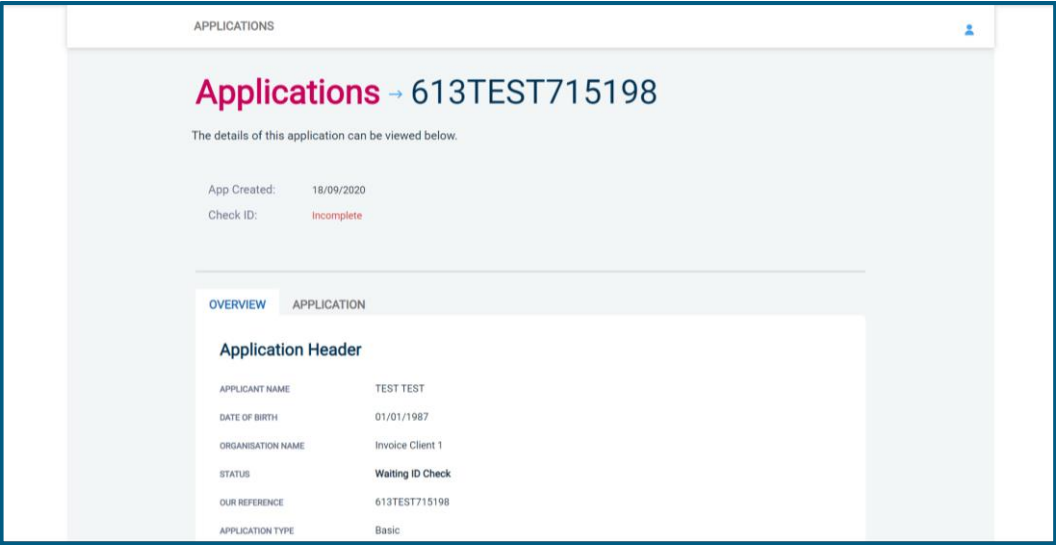 APPLICATIONS
Applications → 613TEST715198
The details of this application can be viewed below.
App Created: 18/09/2020
Check ID: Incomplete
OVERVIEW APPLICATION
Application Header
APPLICANT NAME TEST TEST
DATE OF BIRTH 01/01/1987
ORGANISATION NAME Invoice Client 1
STATUS Waiting ID Check
OUR REFERENCE 613TEST715198
APPLICATION TYPE Basic